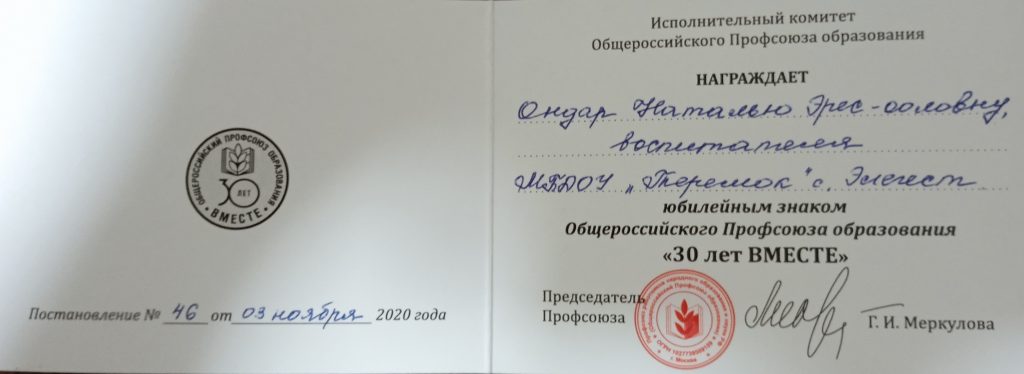 ОБЩЕРОССИЙСКИЙ ПРОФСОЮЗ ОБРАЗОВАНИЯ
30 ЛЕТ
• ВМЕСТЕ •
Постановление № 46 от 03 ноября 2020 года
Исполнительный комитет
Общероссийского Профсоюза образования
НАГРАЖДАЕТ
Ондар Наталью Эрес-ооловну,
воспитателя
МБДОУ „Теремок" с. Элегест
юбилейным знаком
Общероссийского Профсоюза образования
«30 лет ВМЕСТЕ»
Председатель
Профсоюза
Г. И. Меркулова
г. Москва